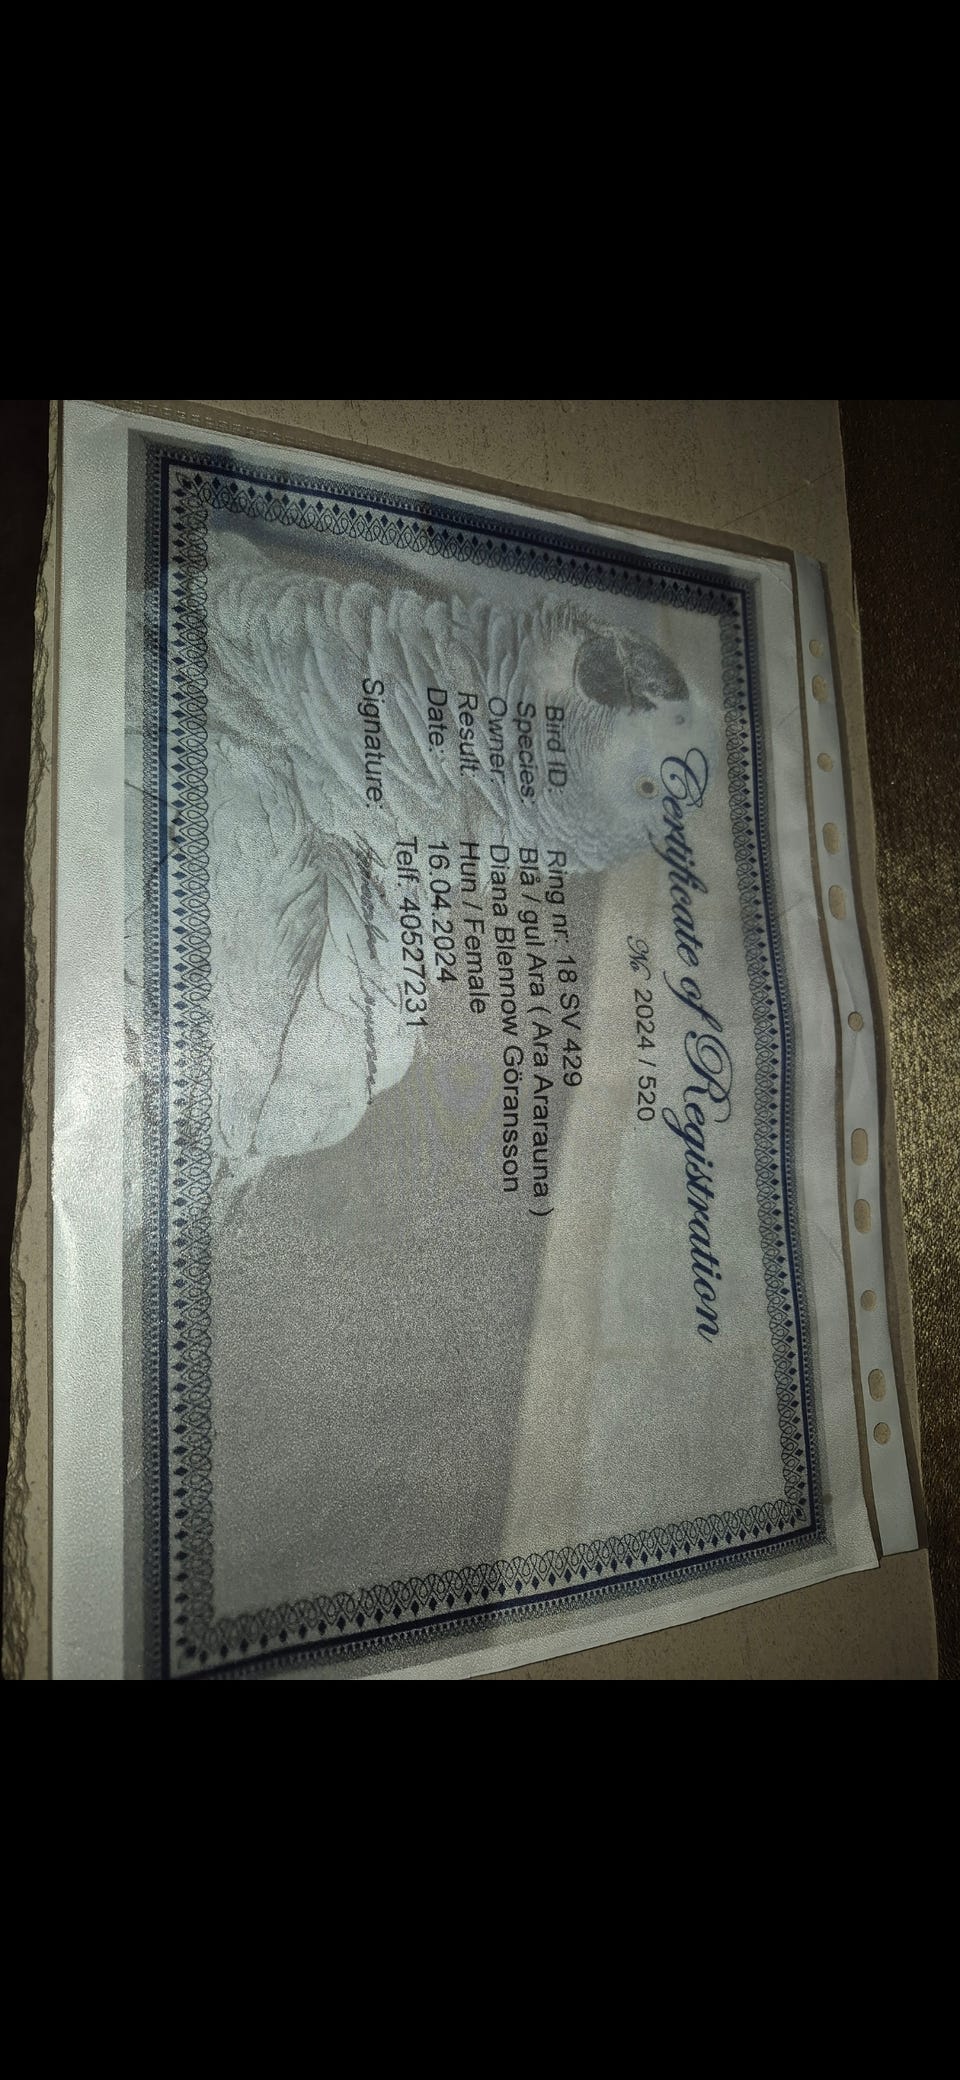 Certificate of Registration
No 2024 / 520
Bird ID: Ring nr: 18 SV 429
Species: Blå / gul Ara ( Ara Ararauna )
Owner: Diana Blennow Göransson
Result: Hun / Female
Date: 16.04.2024
Telf: 40527231
Signature: